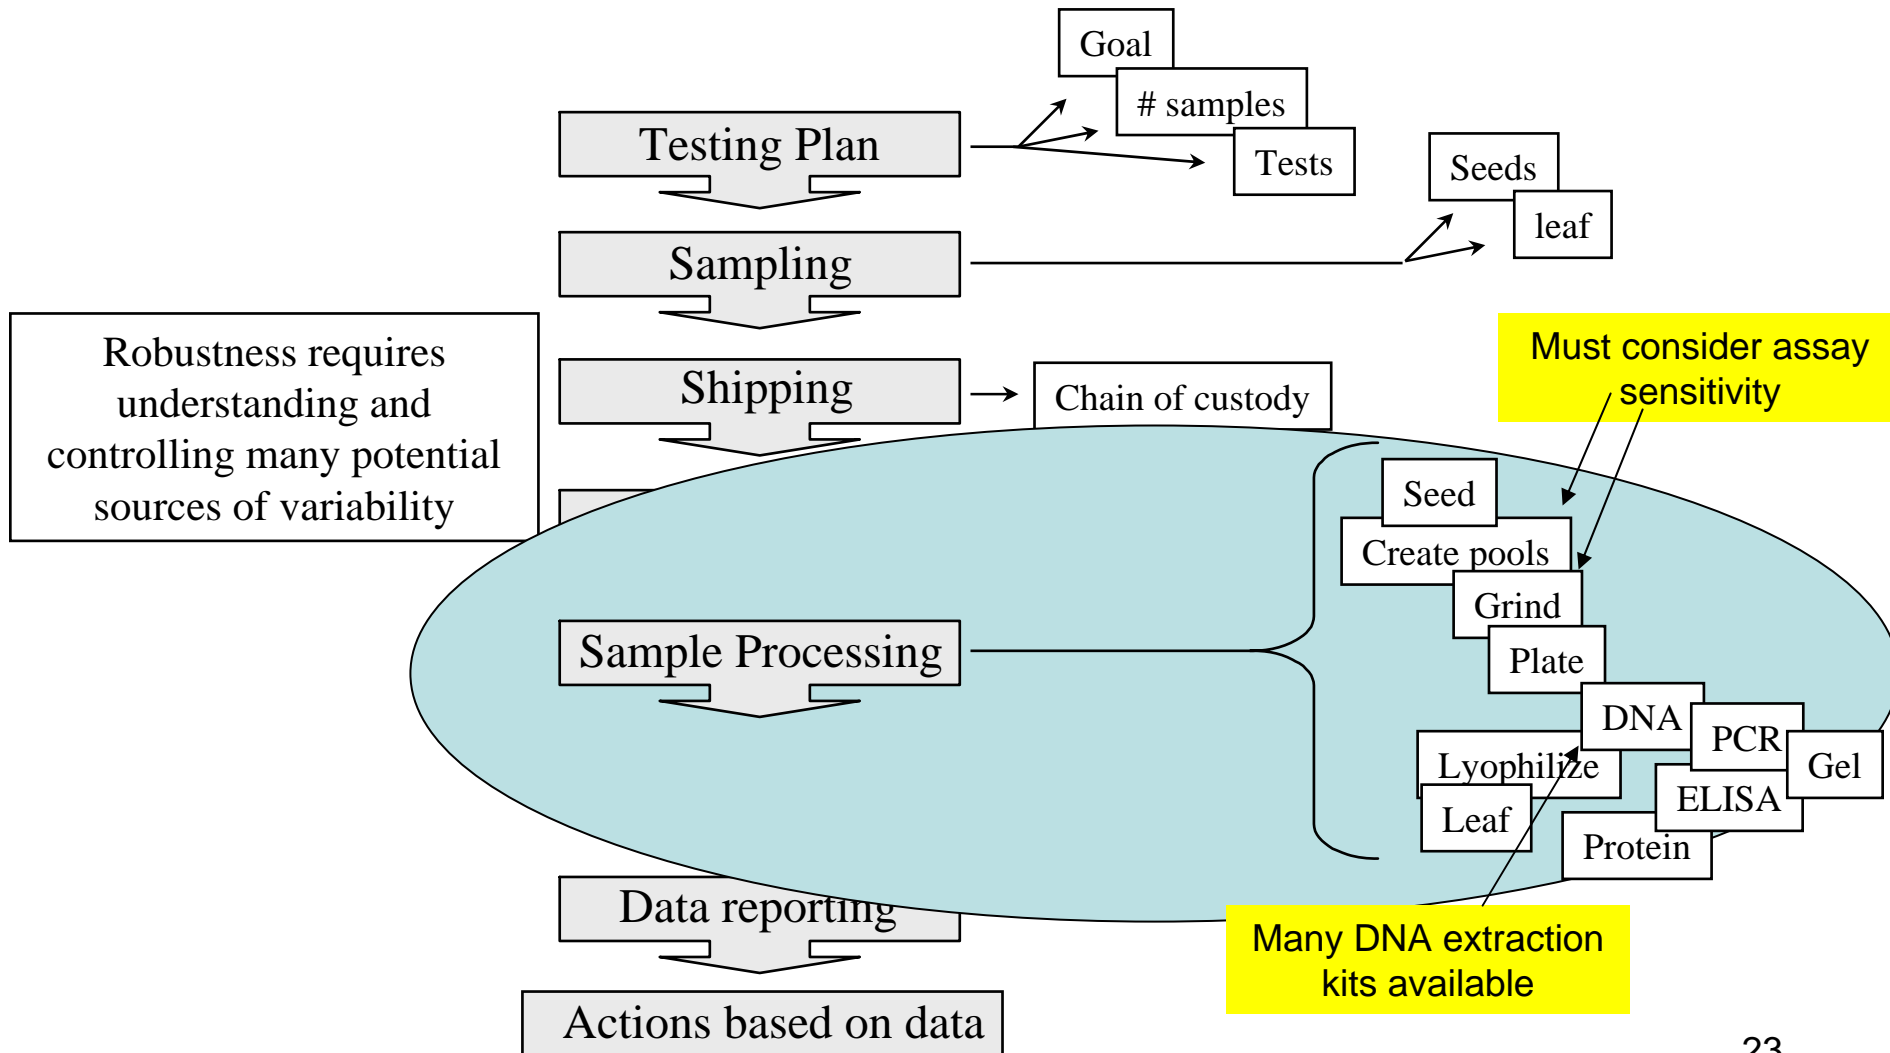 Goal
# samples
Tests
Testing Plan
Seeds
leaf
Sampling
Robustness requires
understanding and
controlling many potential
sources of variability
Shipping
Chain of custody
Must consider assay
sensitivity
Seed
Create pools
Grind
Plate
Sample Processing
DNA
PCR
Gel
Lyophilize
ELISA
Leaf
Protein
Data reporting
Many DNA extraction
kits available
Actions based on data
23